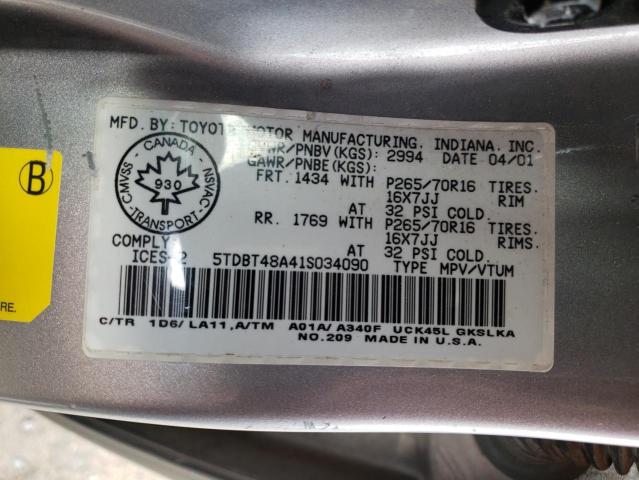 MFD. BY: TOYOTA MOTOR MANUFACTURING, INDIANA, INC.
GVWR/PNBV(KGS): 2994 DATE 04/01
GAWR/PNBE(KGS):
FRT. 1434 WITH P265/70R16 TIRES.
16X7JJ RIM
AT 32 PSI COLD.
RR. 1769 WITH P265/70R16 TIRES.
16X7JJ RIMS.
AT 32 PSI COLD.
CANADA
CMVSS
930
NSVAC
TRANSPORT
COMPLY
ICES-2 5TDBT48A41S034090 TYPE MPV/VTUM
C/TR 1D6/LA11,A/TM A01A/A340F UCK45L GKSLKA
NO.209 MADE IN U.S.A.
B
RE.